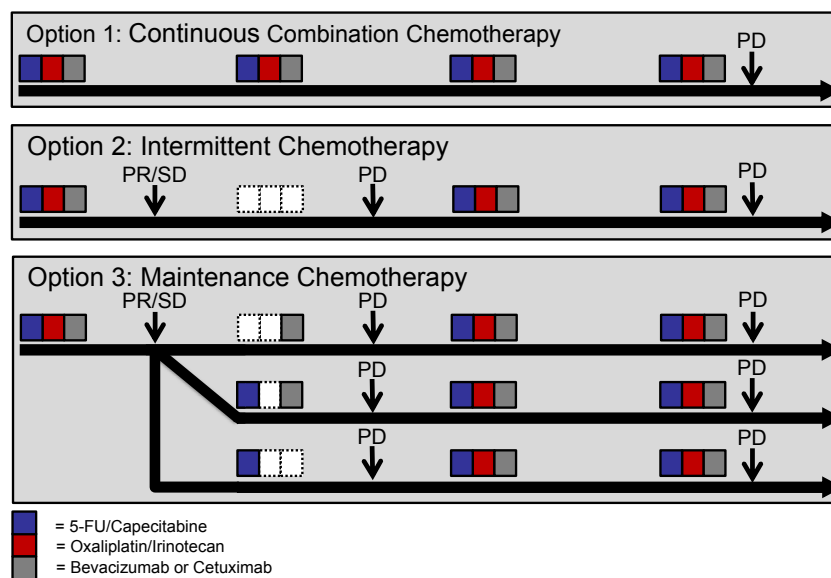 Option 1: Continuous Combination Chemotherapy
PD
Option 2: Intermittent Chemotherapy
PR/SD PD PD
Option 3: Maintenance Chemotherapy
PR/SD PD PD
PD PD
PD PD
= 5-FU/Capecitabine
= Oxaliplatin/Irinotecan
= Bevacizumab or Cetuximab